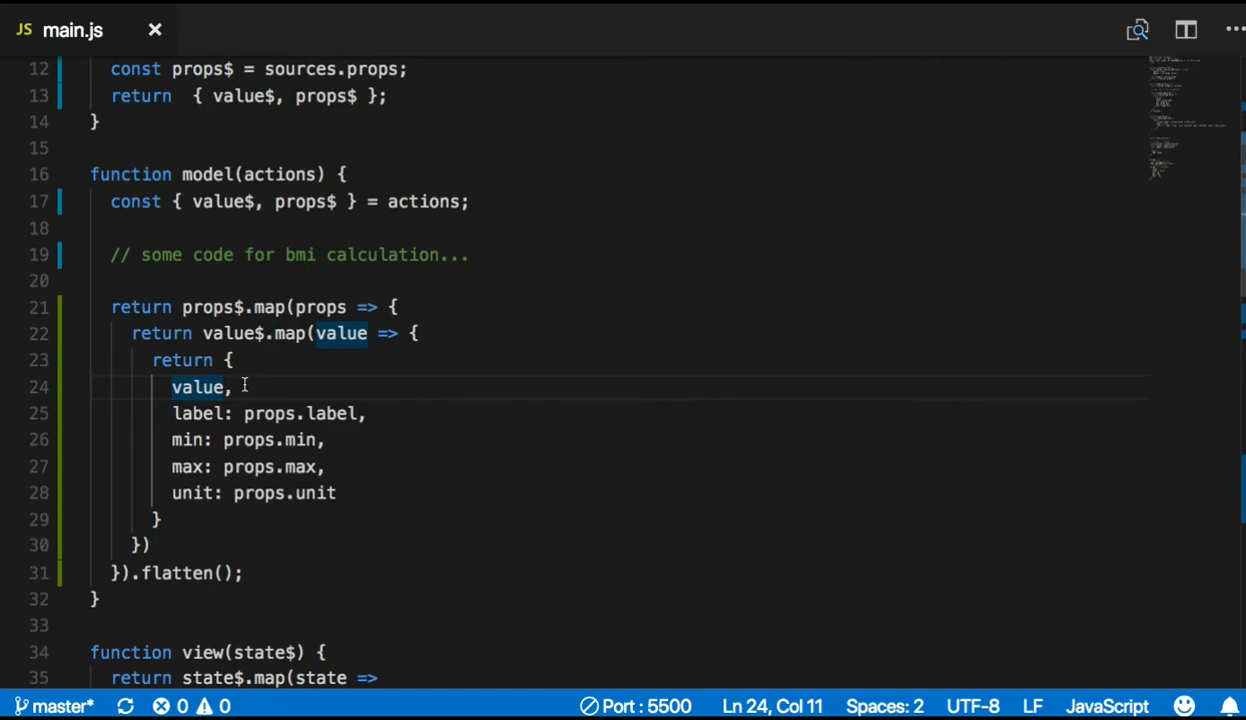 JS main.js
12 const props$ = sources.props;
13 return { value$, props$ };
14 }
15
16 function model(actions) {
17 const { value$, props$ } = actions;
18
19 // some code for bmi calculation...
20
21 return props$.map(props => {
22 return value$.map(value => {
23 return {
24 value,
25 label: props.label,
26 min: props.min,
27 max: props.max,
28 unit: props.unit
29 }
30 })
31 }).flatten();
32 }
33
34 function view(state$) {
35 return state$.map(state =>
master* 0 0 Port : 5500 Ln 24, Col 11 Spaces: 2 UTF-8 LF JavaScript